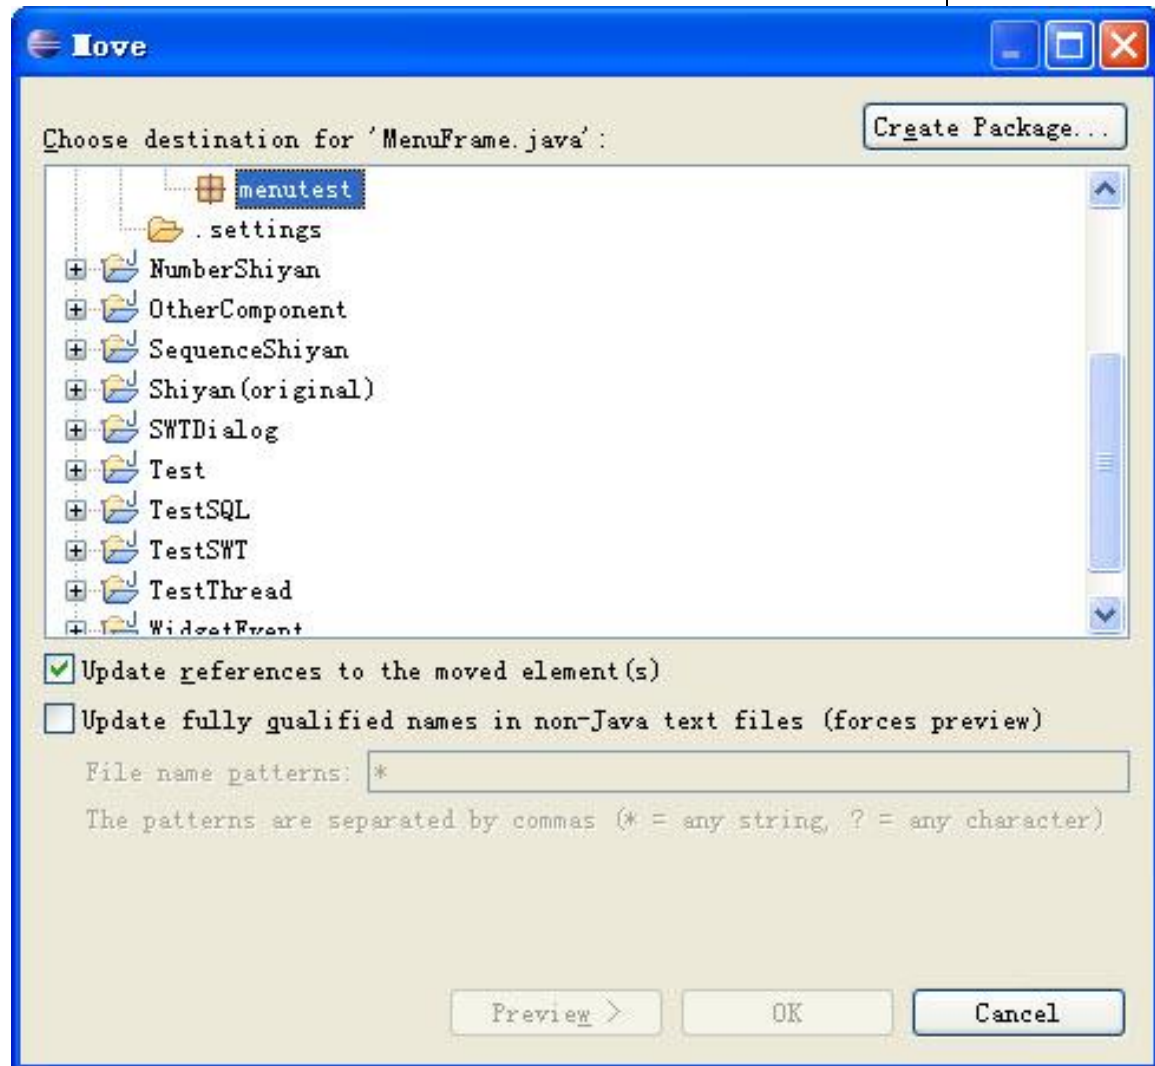 Move
Choose destination for 'MenuFrame.java':
Create Package...
menutest
.settings
NumberShiyan
OtherComponent
SequenceShiyan
Shiyan(original)
SWTDialog
Test
TestSQL
TestSWT
TestThread
WidgetEvent
Update references to the moved element(s)
Update fully qualified names in non-Java text files (forces preview)
File name patterns: *
The patterns are separated by commas (* = any string, ? = any character)
Preview >
OK
Cancel